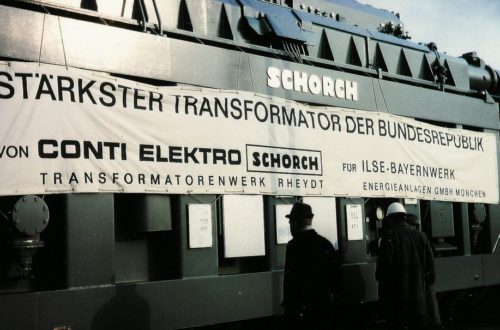 SCHORCH
STÄRKSTER TRANSFORMATOR DER BUNDESREPUBLIK
VON CONTI ELEKTRO SCHORCH FÜR ILSE-BAYERNWERK
TRANSFORMATORENWERK RHEYDT ENERGIEANLAGEN GMBH MÜNCHEN